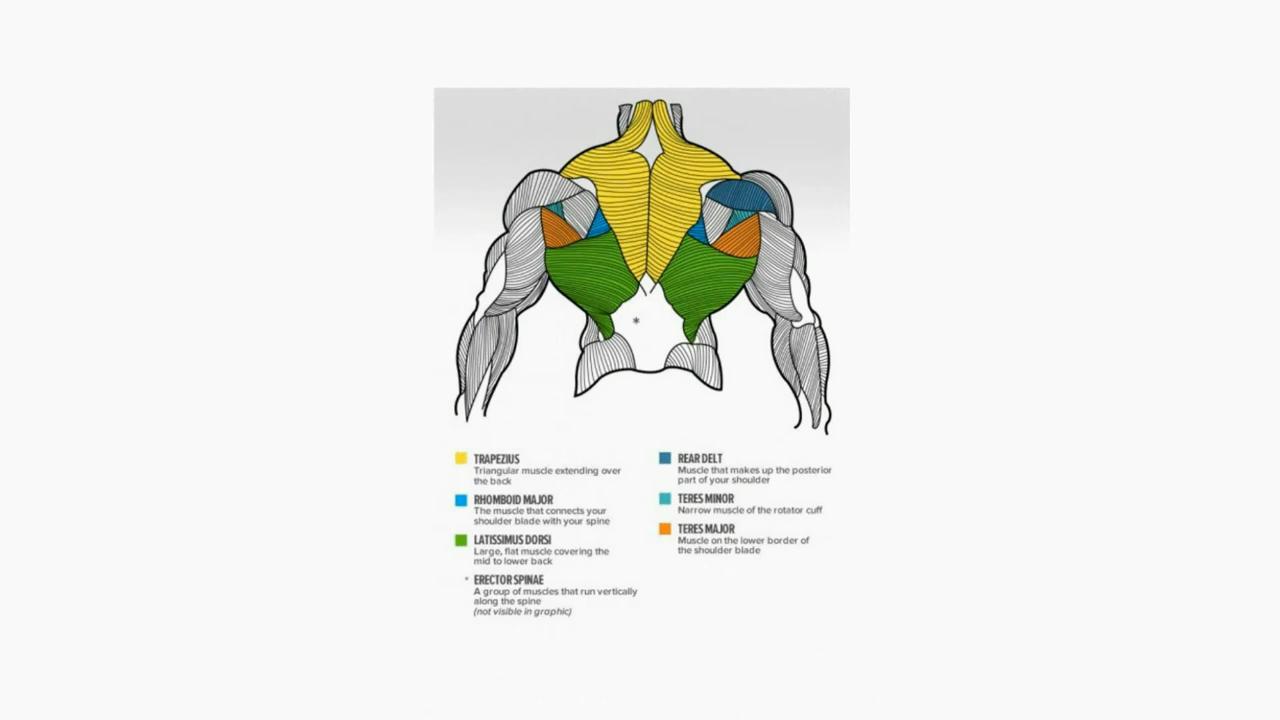 *
TRAPEZIUS
Triangular muscle extending over
the back
RHOMBOID MAJOR
The muscle that connects your
shoulder blade with your spine
LATISSIMUS DORSI
Large, flat muscle covering the
mid to lower back
* ERECTOR SPINAE
A group of muscles that run vertically
along the spine
(not visible in graphic)
REAR DELT
Muscle that makes up the posterior
part of your shoulder
TERES MINOR
Narrow muscle of the rotator cuff
TERES MAJOR
Muscle on the lower border of
the shoulder blade